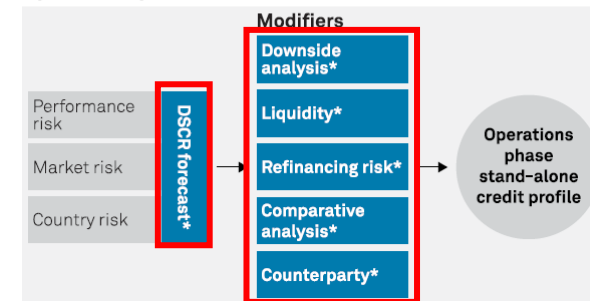 Modifiers
Performance
risk
Market risk
Country risk
DSCR forecast*
Downside
analysis*
Liquidity*
Refinancing risk*
Comparative
analysis*
Counterparty*
Operations
phase
stand-alone
credit profile